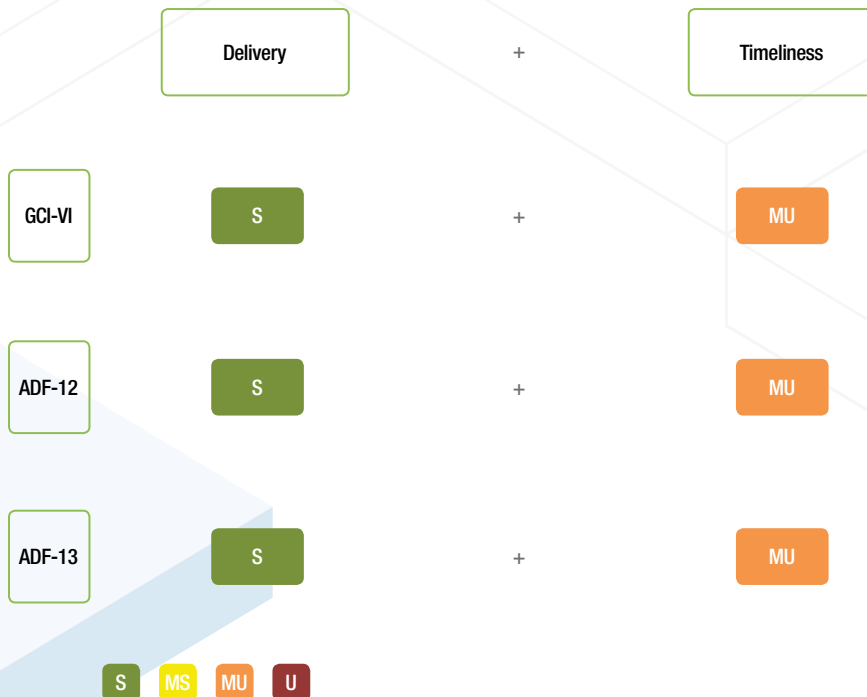 Delivery + Timeliness
GCI-VI S + MU
ADF-12 S + MU
ADF-13 S + MU
S MS MU U